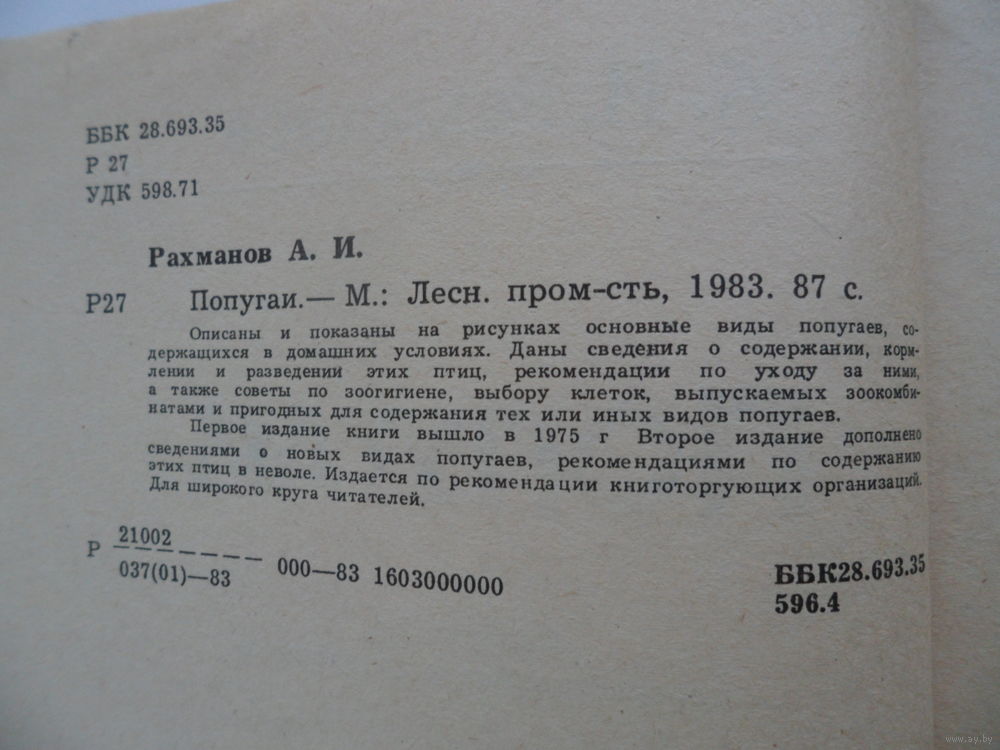 ББК 28.693.35
Р 27
УДК 598.71
Рахманов А. И.
Р27 Попугаи.— М.: Лесн. пром-сть, 1983. 87 с.
Описаны и показаны на рисунках основные виды попугаев, со-
держащихся в домашних условиях. Даны сведения о содержании, корм-
лении и разведении этих птиц, рекомендации по уходу за ними,
а также советы по зоогигиене, выбору клеток, выпускаемых зоокомби-
натами и пригодных для содержания тех или иных видов попугаев.
Первое издание книги вышло в 1975 г Второе издание дополнено
сведениями о новых видах попугаев, рекомендациями по содержанию
этих птиц в неволе. Издается по рекомендации книготоргующих организаций.
Для широкого круга читателей.
Р 21002
037(01)—83 000—83 1603000000
ББК28.693.35
596.4
www.ay.by